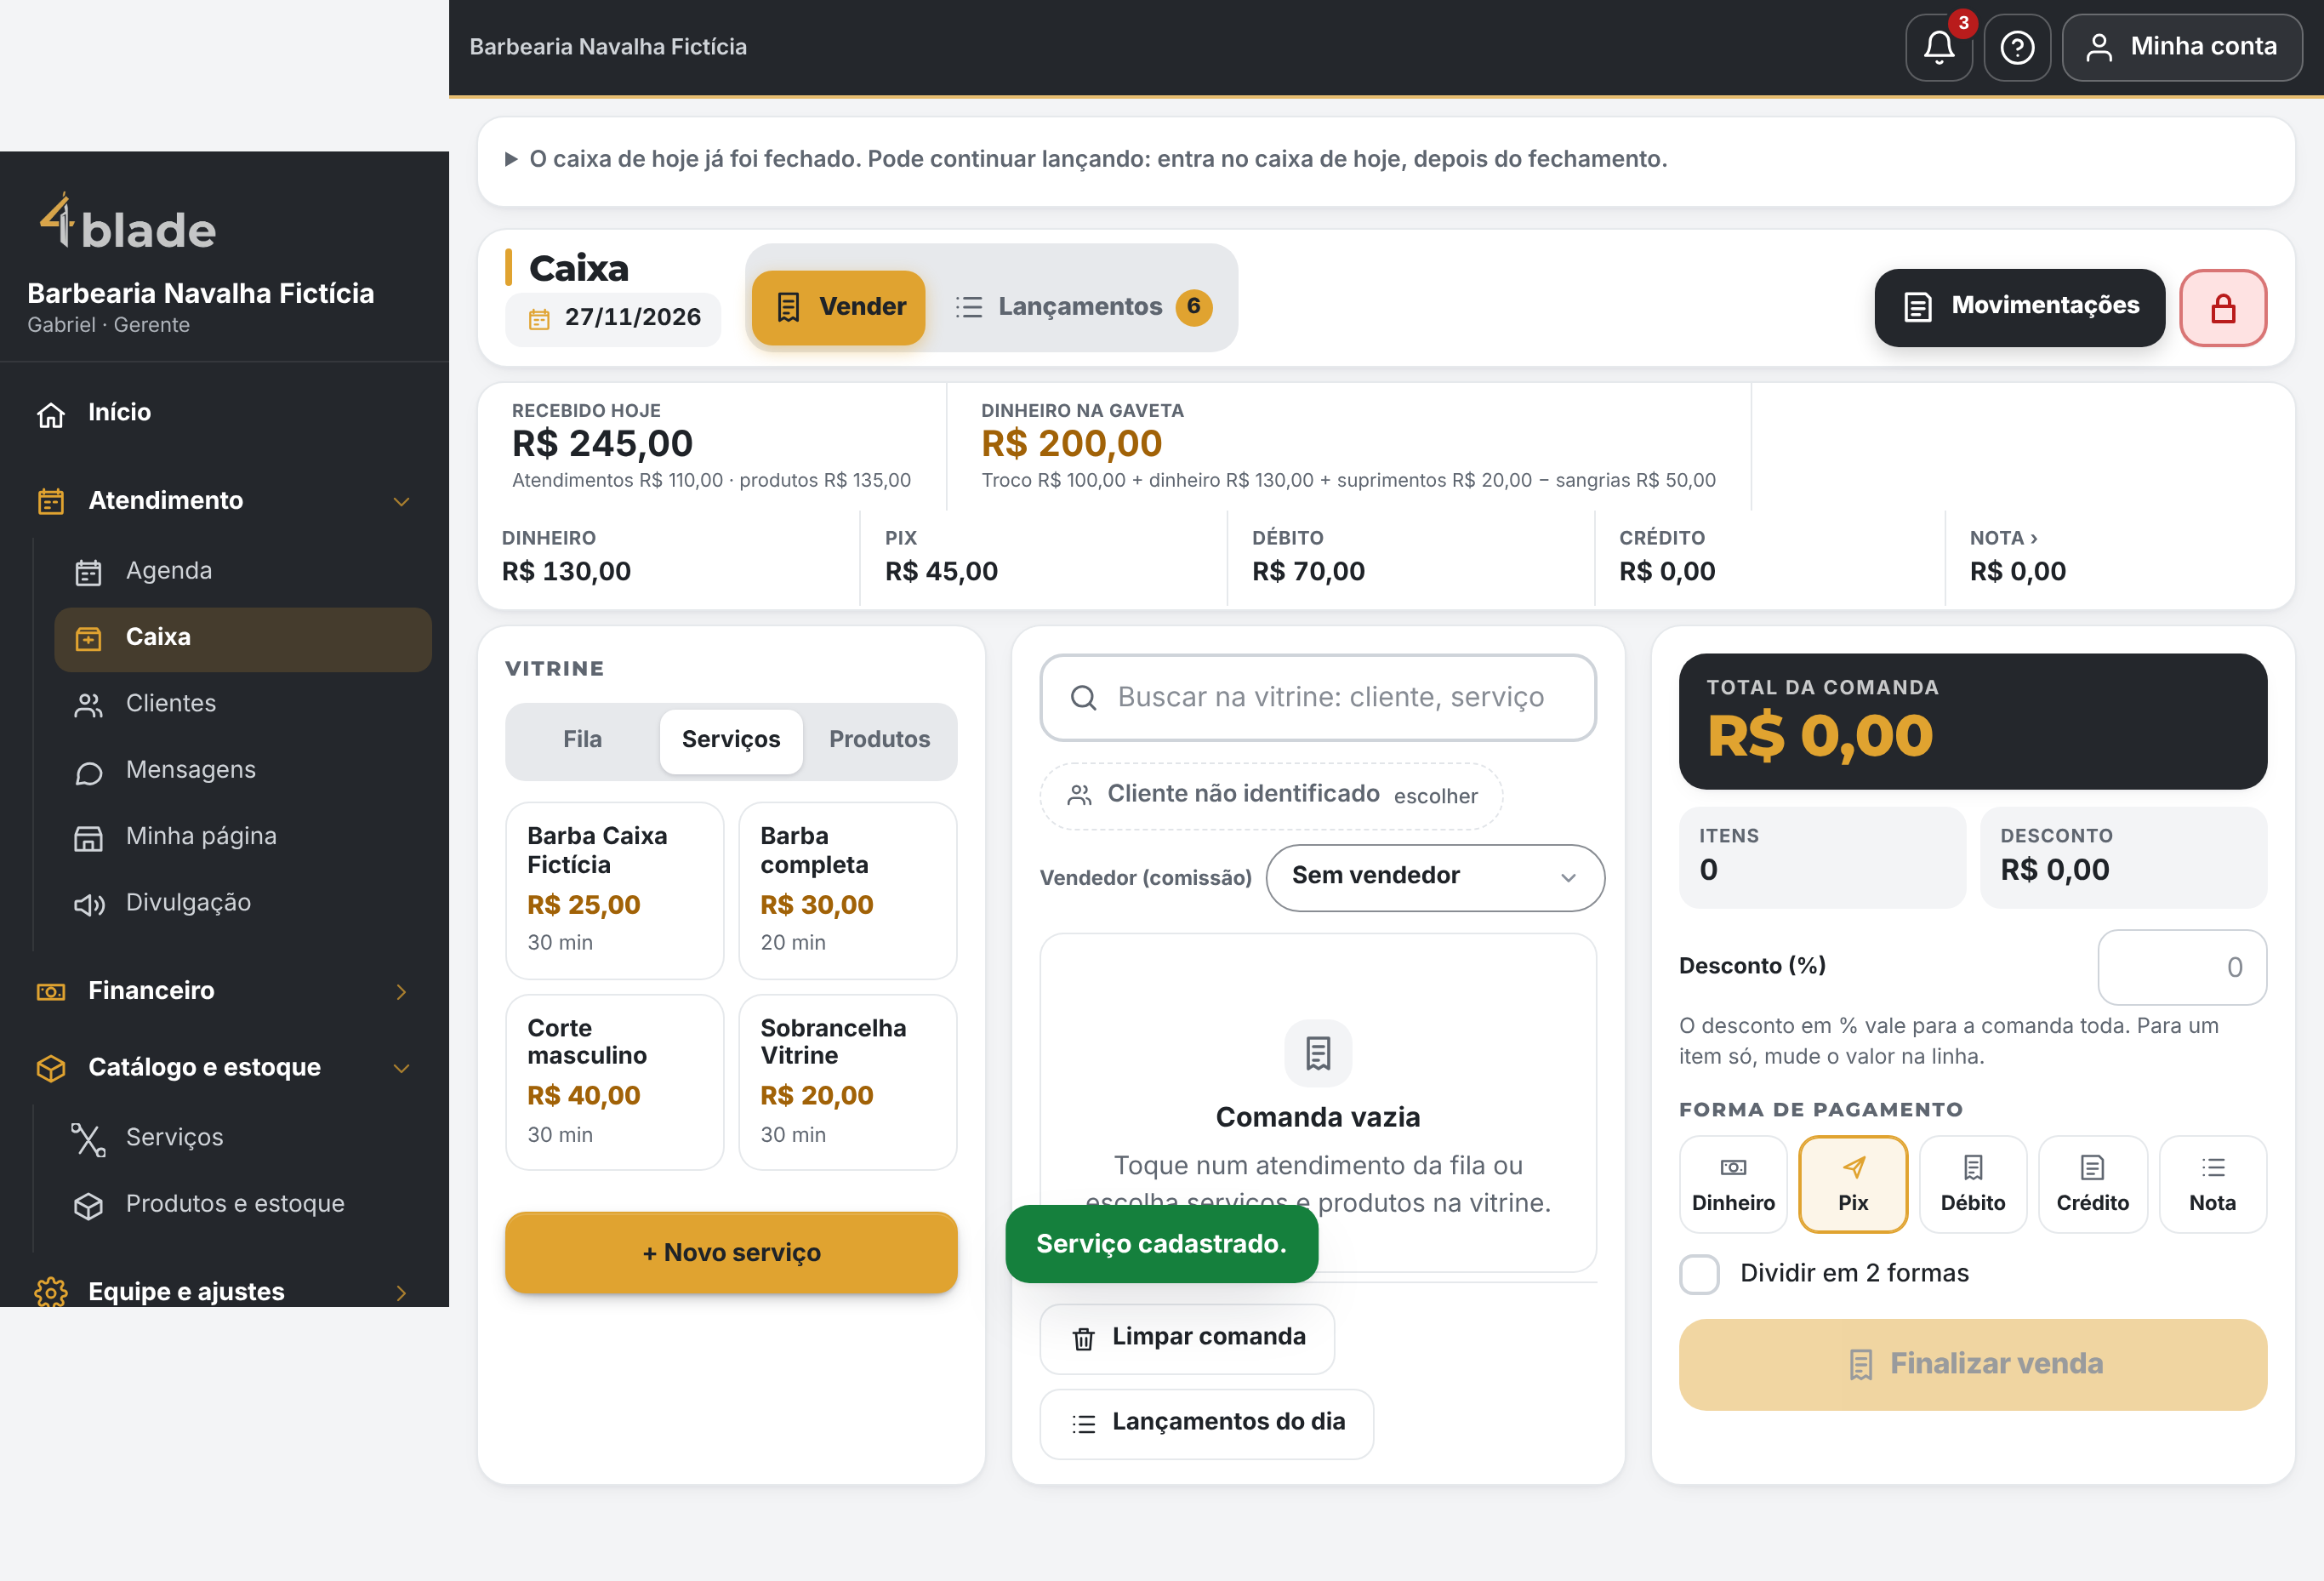 Barbearia Navalha Fictícia
3
Minha conta
4blade
Barbearia Navalha Fictícia
Gabriel · Gerente
Início
Atendimento
Agenda
Caixa
Clientes
Mensagens
Minha página
Divulgação
Financeiro
Catálogo e estoque
Serviços
Produtos e estoque
Equipe e ajustes
O caixa de hoje já foi fechado. Pode continuar lançando: entra no caixa de hoje, depois do fechamento.
Caixa
27/11/2026
Vender
Lançamentos 6
Movimentações
RECEBIDO HOJE
R$ 245,00
Atendimentos R$ 110,00 · produtos R$ 135,00
DINHEIRO NA GAVETA
R$ 200,00
Troco R$ 100,00 + dinheiro R$ 130,00 + suprimentos R$ 20,00 − sangrias R$ 50,00
DINHEIRO
R$ 130,00
PIX
R$ 45,00
DÉBITO
R$ 70,00
CRÉDITO
R$ 0,00
NOTA ›
R$ 0,00
VITRINE
Fila
Serviços
Produtos
Barba Caixa
Fictícia
R$ 25,00
30 min
Barba
completa
R$ 30,00
20 min
Corte
masculino
R$ 40,00
30 min
Sobrancelha
Vitrine
R$ 20,00
30 min
+ Novo serviço
Buscar na vitrine: cliente, serviço
Cliente não identificado escolher
Vendedor (comissão)
Sem vendedor
Comanda vazia
Toque num atendimento da fila ou
escolha serviços e produtos na vitrine.
Serviço cadastrado.
Limpar comanda
Lançamentos do dia
TOTAL DA COMANDA
R$ 0,00
ITENS
0
DESCONTO
R$ 0,00
Desconto (%)
0
O desconto em % vale para a comanda toda. Para um
item só, mude o valor na linha.
FORMA DE PAGAMENTO
Dinheiro
Pix
Débito
Crédito
Nota
Dividir em 2 formas
Finalizar venda